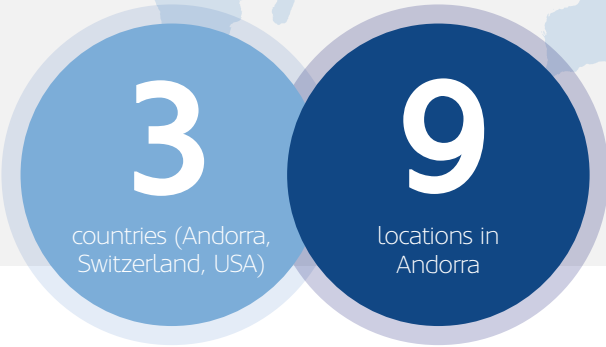 3
countries (Andorra,
Switzerland, USA)
9
locations in
Andorra